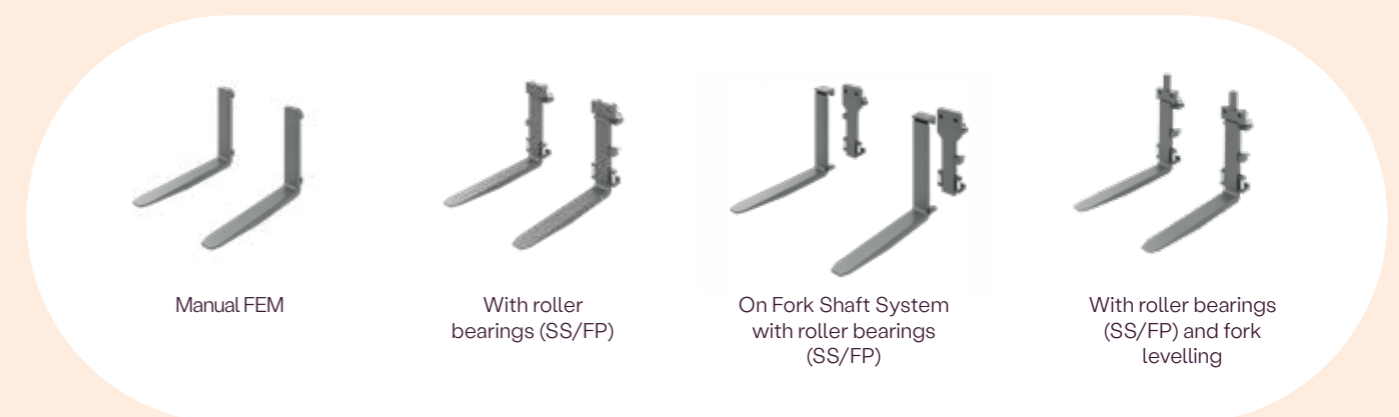 Manual FEM
With roller
bearings (SS/FP)
On Fork Shaft System
with roller bearings
(SS/FP)
With roller bearings
(SS/FP) and fork
levelling